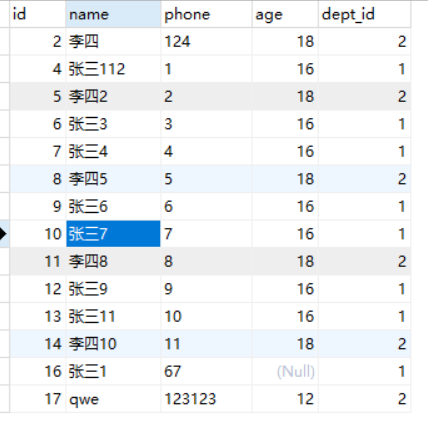 id name phone age dept_id
2 李四 124 18 2
4 张三112 1 16 1
5 李四2 2 18 2
6 张三3 3 16 1
7 张三4 4 16 1
8 李四5 5 18 2
9 张三6 6 16 1
10 张三7 7 16 1
11 李四8 8 18 2
12 张三9 9 16 1
13 张三11 10 16 1
14 李四10 11 18 2
16 张三1 67 (Null) 1
17 qwe 123123 12 2